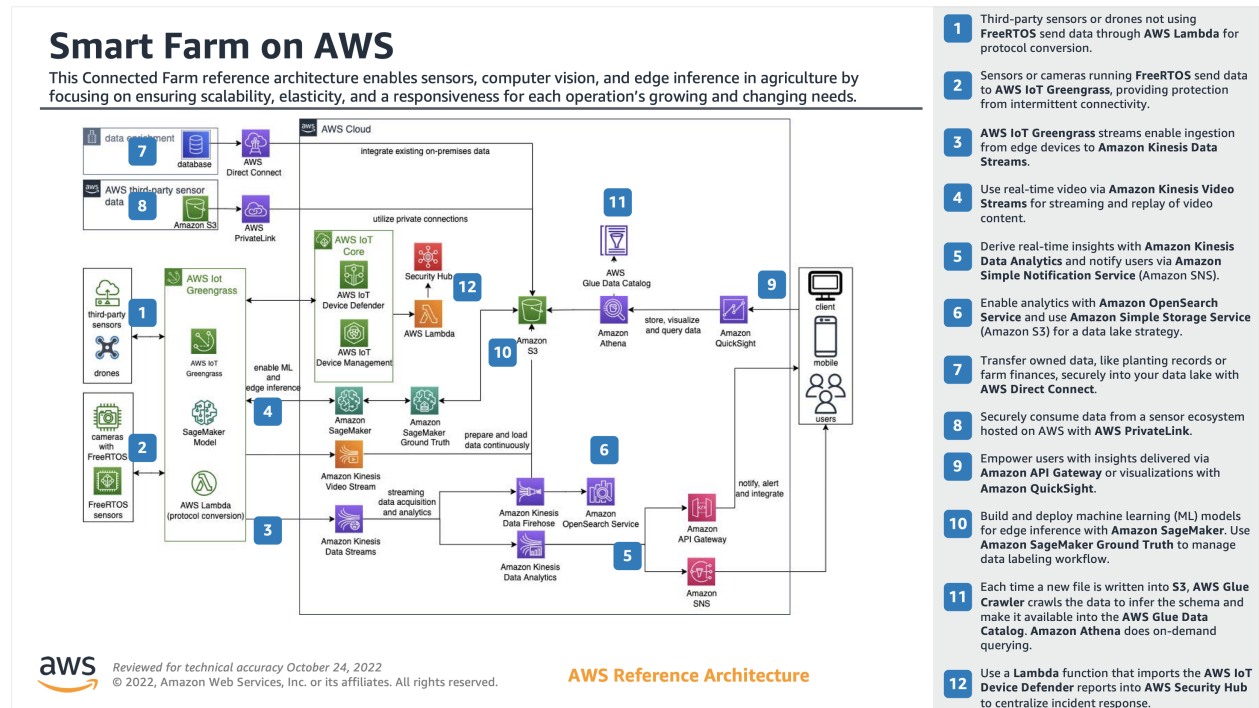 Smart Farm on AWS
This Connected Farm reference architecture enables sensors, computer vision, and edge inference in agriculture by
focusing on ensuring scalability, elasticity, and a responsiveness for each operation's growing and changing needs.
data enrichment
7
database
AWS
Direct Connect
aws
AWS Cloud
integrate existing on-premises data
aws
AWS third-party sensor
data
8
Amazon S3
AWS
PrivateLink
utilize private connections
11
AWS
Glue Data Catalog
AWS IoT
Core
AWS IoT
Device Defender
AWS IoT
Device Management
Security Hub
12
AWS Lambda
third-party
sensors
drones
1
AWS Iot
Greengrass
AWS IoT
Greengrass
SageMaker
Model
AWS Lambda
(protocol conversion)
cameras
with
FreeRTOS
FreeRTOS
sensors
2
enable ML
and
edge inference
4
3
Amazon
SageMaker
Amazon
SageMaker
Ground Truth
10
Amazon
S3
Amazon
Athena
store, visualize
and query data
Amazon
QuickSight
9
client
mobile
users
Amazon Kinesis
Video Stream
prepare and load
data continuously
Amazon Kinesis
Data Streams
streaming
data acquisition
and analytics
Amazon Kinesis
Data Firehose
6
Amazon
OpenSearch Service
Amazon Kinesis
Data Analytics
5
notify, alert
and integrate
Amazon
API Gateway
Amazon
SNS
aws
Reviewed for technical accuracy October 24, 2022
© 2022, Amazon Web Services, Inc. or its affiliates. All rights reserved.
AWS Reference Architecture
1
Third-party sensors or drones not using
FreeRTOS send data through AWS Lambda for
protocol conversion.
2
Sensors or cameras running FreeRTOS send data
to AWS IoT Greengrass, providing protection
from intermittent connectivity.
3
AWS IoT Greengrass streams enable ingestion
from edge devices to Amazon Kinesis Data
Streams.
4
Use real-time video via Amazon Kinesis Video
Streams for streaming and replay of video
content.
5
Derive real-time insights with Amazon Kinesis
Data Analytics and notify users via Amazon
Simple Notification Service (Amazon SNS).
6
Enable analytics with Amazon OpenSearch
Service and use Amazon Simple Storage Service
(Amazon S3) for a data lake strategy.
7
Transfer owned data, like planting records or
farm finances, securely into your data lake with
AWS Direct Connect.
8
Securely consume data from a sensor ecosystem
hosted on AWS with AWS PrivateLink.
9
Empower users with insights delivered via
Amazon API Gateway or visualizations with
Amazon QuickSight.
10
Build and deploy machine learning (ML) models
for edge inference with Amazon SageMaker. Use
Amazon SageMaker Ground Truth to manage
data labeling workflow.
11
Each time a new file is written into S3, AWS Glue
Crawler crawls the data to infer the schema and
make it available into the AWS Glue Data
Catalog. Amazon Athena does on-demand
querying.
12
Use a Lambda function that imports the AWS IoT
Device Defender reports into AWS Security Hub
to centralize incident response.